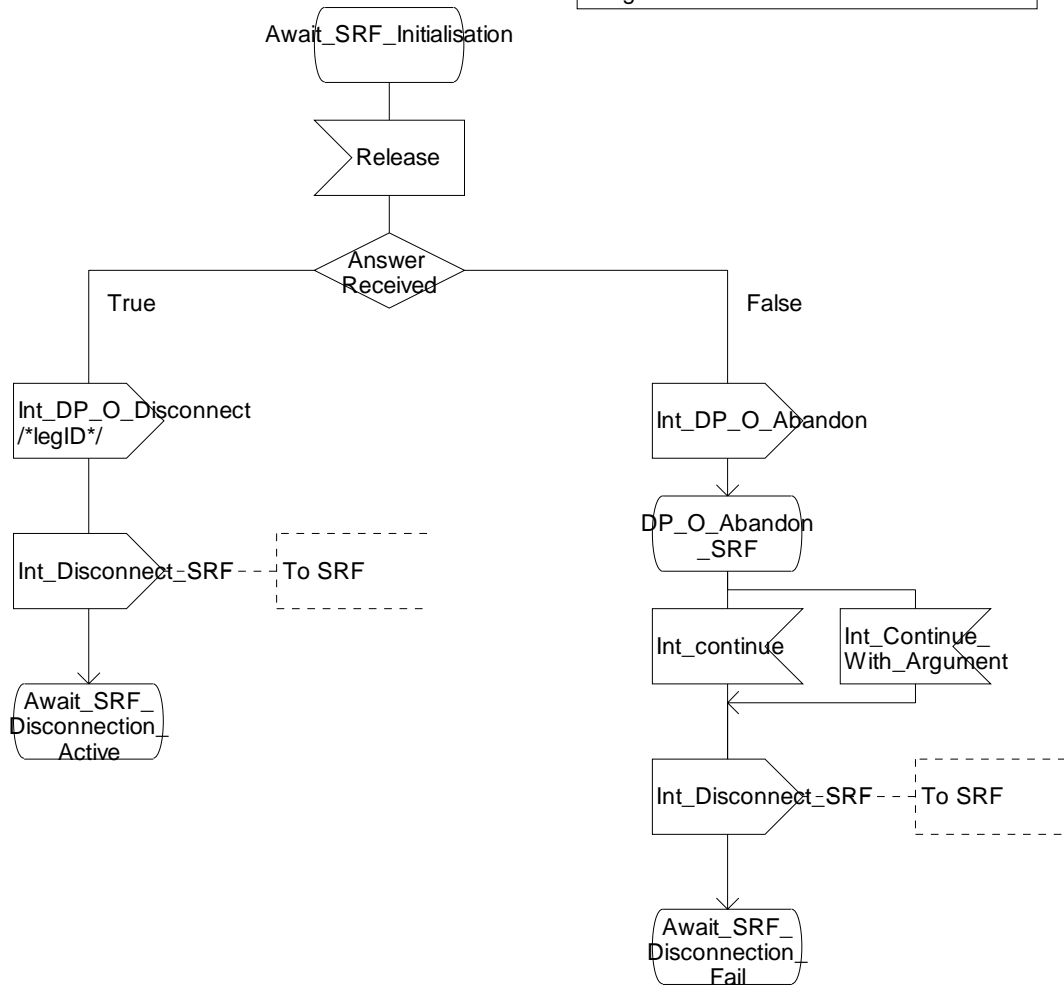 Await_SRF_Initialisation
Release
Answer
Received
True
False
Int_DP_O_Disconnect
/*legID*/
Int_DP_O_Abandon
DP_O_Abandon
_SRF
Int_Disconnect_SRF
To SRF
Int_continue
Int_Continue_
With_Argument
Await_SRF_
Disconnection_
Active
Int_Disconnect_SRF
To SRF
Await_SRF_
Disconnection_
Fail